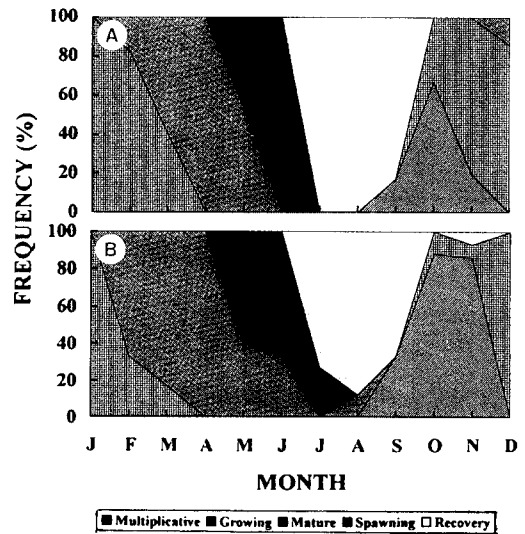 A
100
80
60
40
20
0
B
100
80
60
40
20
0
FREQUENCY (%)
J F M A M J J A S O N D
MONTH
Multiplicative Growing Mature Spawning Recovery